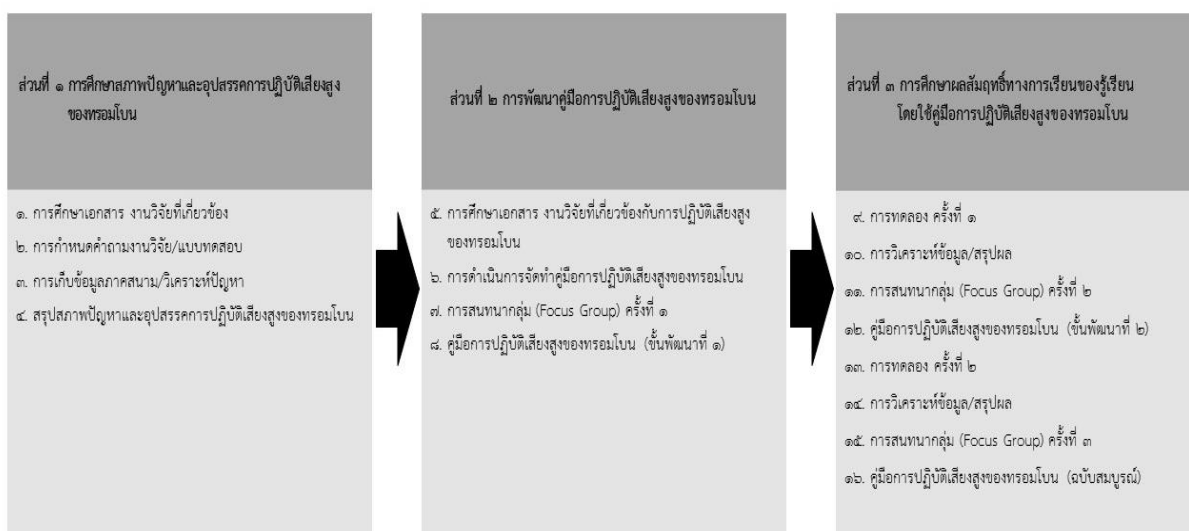 ส่วนที่ ๑ การศึกษาสภาพปัญหาและอุปสรรคการปฏิบัติเสียงสูง
ของทรอมโบน
๑. การศึกษาเอกสาร งานวิจัยที่เกี่ยวข้อง
๒. การกำหนดคำถามงานวิจัย/แบบทดสอบ
๓. การเก็บข้อมูลภาคสนาม/วิเคราะห์ปัญหา
๔. สรุปสภาพปัญหาและอุปสรรคการปฏิบัติเสียงสูงของทรอมโบน
ส่วนที่ ๒ การพัฒนาคู่มือการปฏิบัติเสียงสูงของทรอมโบน
๕. การศึกษาเอกสาร งานวิจัยที่เกี่ยวข้องกับการปฏิบัติเสียงสูง
ของทรอมโบน
๖. การดำเนินการจัดทำคู่มือการปฏิบัติเสียงสูงของทรอมโบน
๗. การสนทนากลุ่ม (Focus Group) ครั้งที่ ๑
๘. คู่มือการปฏิบัติเสียงสูงของทรอมโบน (ขั้นพัฒนาที่ ๑)
ส่วนที่ ๓ การศึกษาผลสัมฤทธิ์ทางการเรียนของรู้เรียน
โดยใช้คู่มือการปฏิบัติเสียงสูงของทรอมโบน
๙. การทดลอง ครั้งที่ ๑
๑๐. การวิเคราะห์ข้อมูล/สรุปผล
๑๑. การสนทนากลุ่ม (Focus Group) ครั้งที่ ๒
๑๒. คู่มือการปฏิบัติเสียงสูงของทรอมโบน (ขั้นพัฒนาที่ ๒)
๑๓. การทดลอง ครั้งที่ ๒
๑๔. การวิเคราะห์ข้อมูล/สรุปผล
๑๕. การสนทนากลุ่ม (Focus Group) ครั้งที่ ๓
๑๖. คู่มือการปฏิบัติเสียงสูงของทรอมโบน (ฉบับสมบูรณ์)